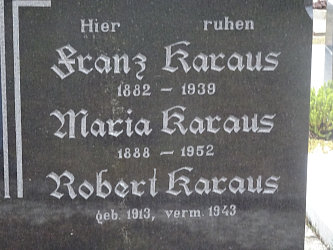 Hier ruhen
Franz Karaus
1882 – 1939
Maria Karaus
1888 – 1952
Robert Karaus
geb. 1913, verm. 1943